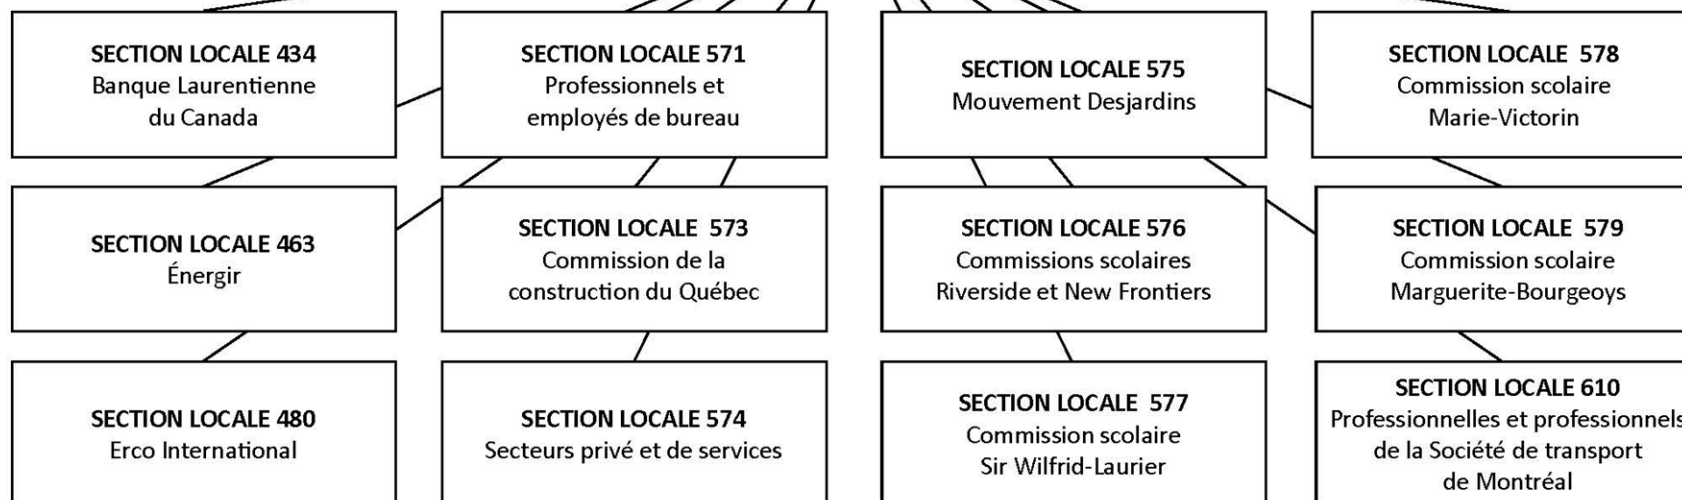 SECTION LOCALE 434
Banque Laurentienne
du Canada
SECTION LOCALE 571
Professionnels et
employés de bureau
SECTION LOCALE 575
Mouvement Desjardins
SECTION LOCALE 578
Commission scolaire
Marie-Victorin
SECTION LOCALE 463
Énergir
SECTION LOCALE 573
Commission de la
construction du Québec
SECTION LOCALE 576
Commissions scolaires
Riverside et New Frontiers
SECTION LOCALE 579
Commission scolaire
Marguerite-Bourgeoys
SECTION LOCALE 480
Erco International
SECTION LOCALE 574
Secteurs privé et de services
SECTION LOCALE 577
Commission scolaire
Sir Wilfrid-Laurier
SECTION LOCALE 610
Professionnelles et professionnels
de la Société de transport
de Montréal